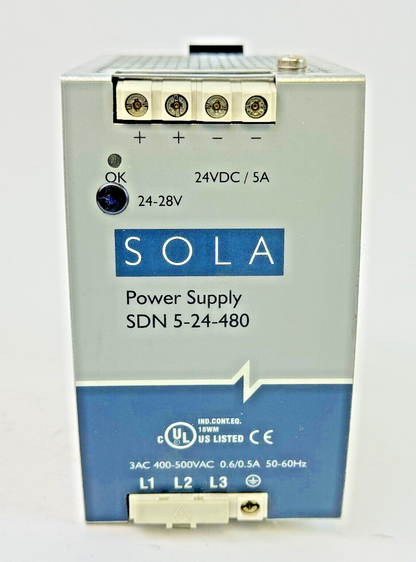 + + − −
OK
24VDC / 5A
24-28V
SOLA
Power Supply
SDN 5-24-480
IND.CONT.EQ.
18WM
C UL US LISTED CE
3AC 400-500VAC 0.6/0.5A 50-60Hz
L1 L2 L3